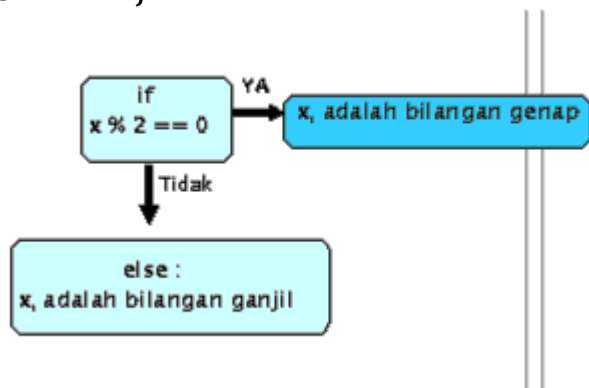 if
x % 2 == 0
YA
x, adalah bilangan genap
Tidak
else :
x, adalah bilangan ganjil